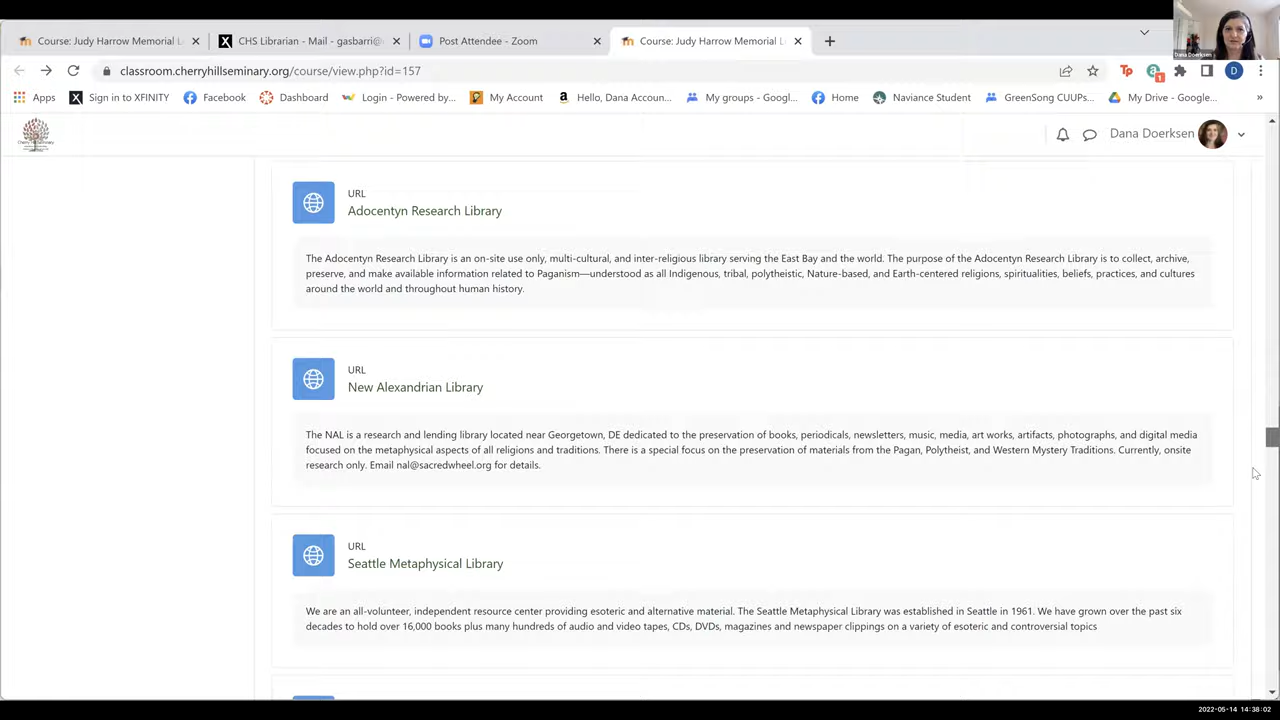 Course: Judy Harrow Memorial L
CHS Librarian - Mail - gasbarri@
Post Attendee - Zoom
Course: Judy Harrow Memorial L
Dana Doerksen
classroom.cherryhillseminary.org/course/view.php?id=157
Tp
1
D
Apps
Sign in to XFINITY
Facebook
Dashboard
Login - Powered by...
My Account
Hello, Dana Accoun...
My groups - Googl...
Home
Naviance Student
GreenSong CUUPs...
My Drive - Google...
»
Cherry Hill Seminary
Dana Doerksen
URL
Adocentyn Research Library
The Adocentyn Research Library is an on-site use only, multi-cultural, and inter-religious library serving the East Bay and the world. The purpose of the Adocentyn Research Library is to collect, archive,
preserve, and make available information related to Paganism—understood as all Indigenous, tribal, polytheistic, Nature-based, and Earth-centered religions, spiritualities, beliefs, practices, and cultures
around the world and throughout human history.
URL
New Alexandrian Library
The NAL is a research and lending library located near Georgetown, DE dedicated to the preservation of books, periodicals, newsletters, music, media, art works, artifacts, photographs, and digital media
focused on the metaphysical aspects of all religions and traditions. There is a special focus on the preservation of materials from the Pagan, Polytheist, and Western Mystery Traditions. Currently, onsite
research only. Email nal@sacredwheel.org for details.
URL
Seattle Metaphysical Library
We are an all-volunteer, independent resource center providing esoteric and alternative material. The Seattle Metaphysical Library was established in Seattle in 1961. We have grown over the past six
decades to hold over 16,000 books plus many hundreds of audio and video tapes, CDs, DVDs, magazines and newspaper clippings on a variety of esoteric and controversial topics
2022-05-14 14:38:02